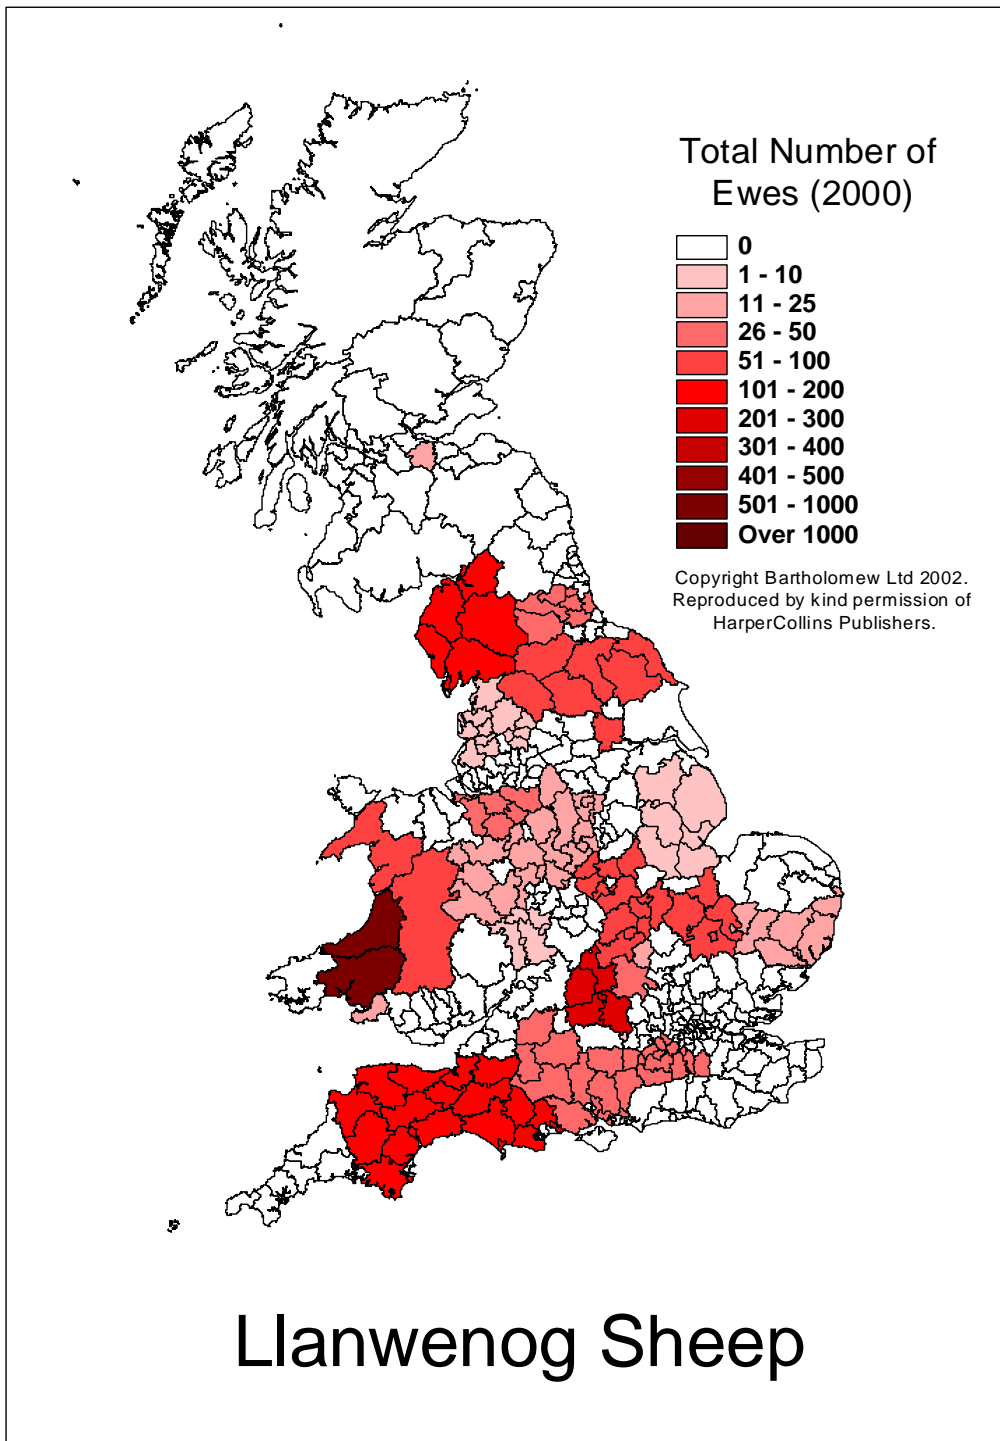 Total Number of
Ewes (2000)
0
1 - 10
11 - 25
26 - 50
51 - 100
101 - 200
201 - 300
301 - 400
401 - 500
501 - 1000
Over 1000
Copyright Bartholomew Ltd 2002.
Reproduced by kind permission of
HarperCollins Publishers.
Llanwenog Sheep